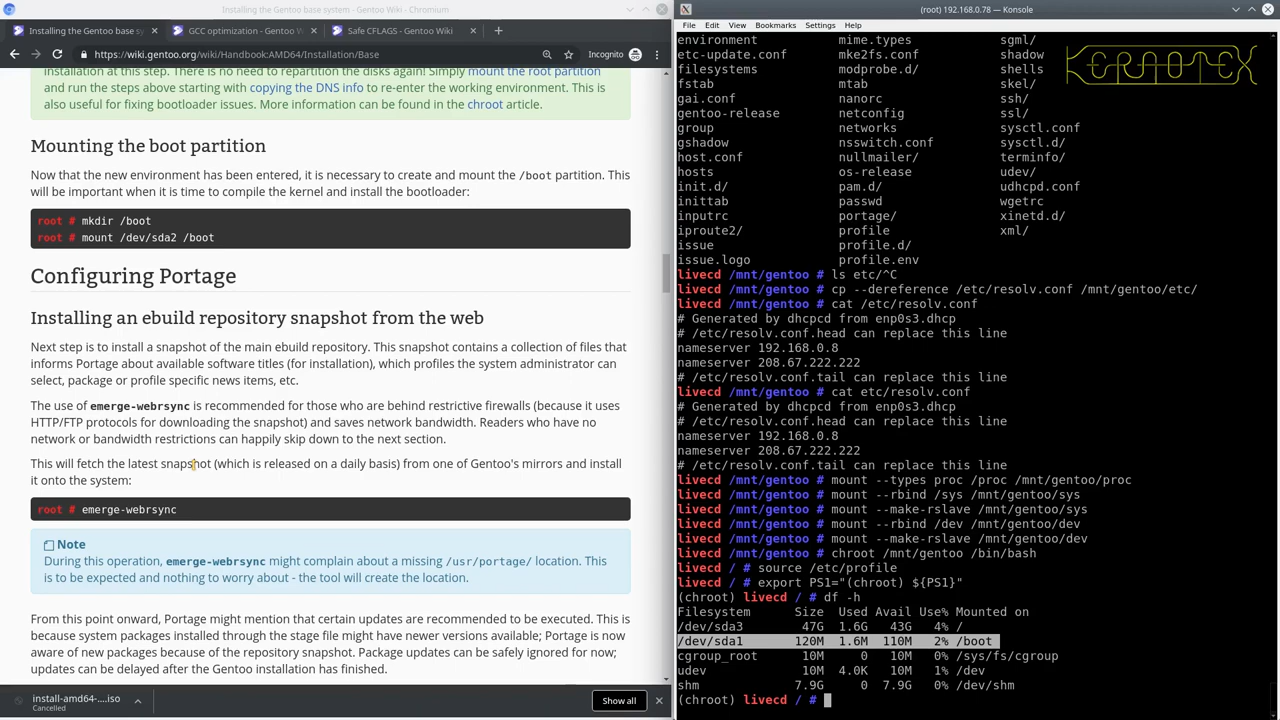 Installing the Gentoo base system - Gentoo Wiki - Chromium
Installing the Gentoo base sy
GCC optimization - Gentoo W
Safe CFLAGS - Gentoo Wiki
https://wiki.gentoo.org/wiki/Handbook:AMD64/Installation/Base
Incognito
installation at this step. There is no need to repartition the disks again! Simply mount the root partition
and run the steps above starting with copying the DNS info to re-enter the working environment. This is
also useful for fixing bootloader issues. More information can be found in the chroot article.
Mounting the boot partition
Now that the new environment has been entered, it is necessary to create and mount the /boot partition. This
will be important when it is time to compile the kernel and install the bootloader:
root # mkdir /boot
root # mount /dev/sda2 /boot
Configuring Portage
Installing an ebuild repository snapshot from the web
Next step is to install a snapshot of the main ebuild repository. This snapshot contains a collection of files that
informs Portage about available software titles (for installation), which profiles the system administrator can
select, package or profile specific news items, etc.
The use of emerge-webrsync is recommended for those who are behind restrictive firewalls (because it uses
HTTP/FTP protocols for downloading the snapshot) and saves network bandwidth. Readers who have no
network or bandwidth restrictions can happily skip down to the next section.
This will fetch the latest snapshot (which is released on a daily basis) from one of Gentoo's mirrors and install
it onto the system:
root # emerge-webrsync
Note
During this operation, emerge-webrsync might complain about a missing /usr/portage/ location. This
is to be expected and nothing to worry about - the tool will create the location.
From this point onward, Portage might mention that certain updates are recommended to be executed. This is
because system packages installed through the stage file might have newer versions available; Portage is now
aware of new packages because of the repository snapshot. Package updates can be safely ignored for now;
updates can be delayed after the Gentoo installation has finished.
install-amd64-....iso
Cancelled
Show all
(root) 192.168.0.78 — Konsole
File Edit View Bookmarks Settings Help
KERAOTEX
environment mime.types sgml/
etc-update.conf mke2fs.conf shadow
filesystems modprobe.d/ shells
fstab mtab skel/
gai.conf nanorc ssh/
gentoo-release netconfig ssl/
group networks sysctl.conf
gshadow nsswitch.conf sysctl.d/
host.conf nullmailer/ terminfo/
hosts os-release udev/
init.d/ pam.d/ udhcpd.conf
inittab passwd wgetrc
inputrc portage/ xinetd.d/
iproute2/ profile xml/
issue profile.d/
issue.logo profile.env
livecd /mnt/gentoo # ls etc/^C
livecd /mnt/gentoo # cp --dereference /etc/resolv.conf /mnt/gentoo/etc/
livecd /mnt/gentoo # cat /etc/resolv.conf
# Generated by dhcpcd from enp0s3.dhcp
# /etc/resolv.conf.head can replace this line
nameserver 192.168.0.8
nameserver 208.67.222.222
# /etc/resolv.conf.tail can replace this line
livecd /mnt/gentoo # cat etc/resolv.conf
# Generated by dhcpcd from enp0s3.dhcp
# /etc/resolv.conf.head can replace this line
nameserver 192.168.0.8
nameserver 208.67.222.222
# /etc/resolv.conf.tail can replace this line
livecd /mnt/gentoo # mount --types proc /proc /mnt/gentoo/proc
livecd /mnt/gentoo # mount --rbind /sys /mnt/gentoo/sys
livecd /mnt/gentoo # mount --make-rslave /mnt/gentoo/sys
livecd /mnt/gentoo # mount --rbind /dev /mnt/gentoo/dev
livecd /mnt/gentoo # mount --make-rslave /mnt/gentoo/dev
livecd /mnt/gentoo # chroot /mnt/gentoo /bin/bash
livecd / # source /etc/profile
livecd / # export PS1="(chroot) ${PS1}"
(chroot) livecd / # df -h
Filesystem Size Used Avail Use% Mounted on
/dev/sda3 47G 1.6G 43G 4% /
/dev/sda1 120M 1.6M 110M 2% /boot
cgroup_root 10M 0 10M 0% /sys/fs/cgroup
udev 10M 4.0K 10M 1% /dev
shm 7.9G 0 7.9G 0% /dev/shm
(chroot) livecd / #